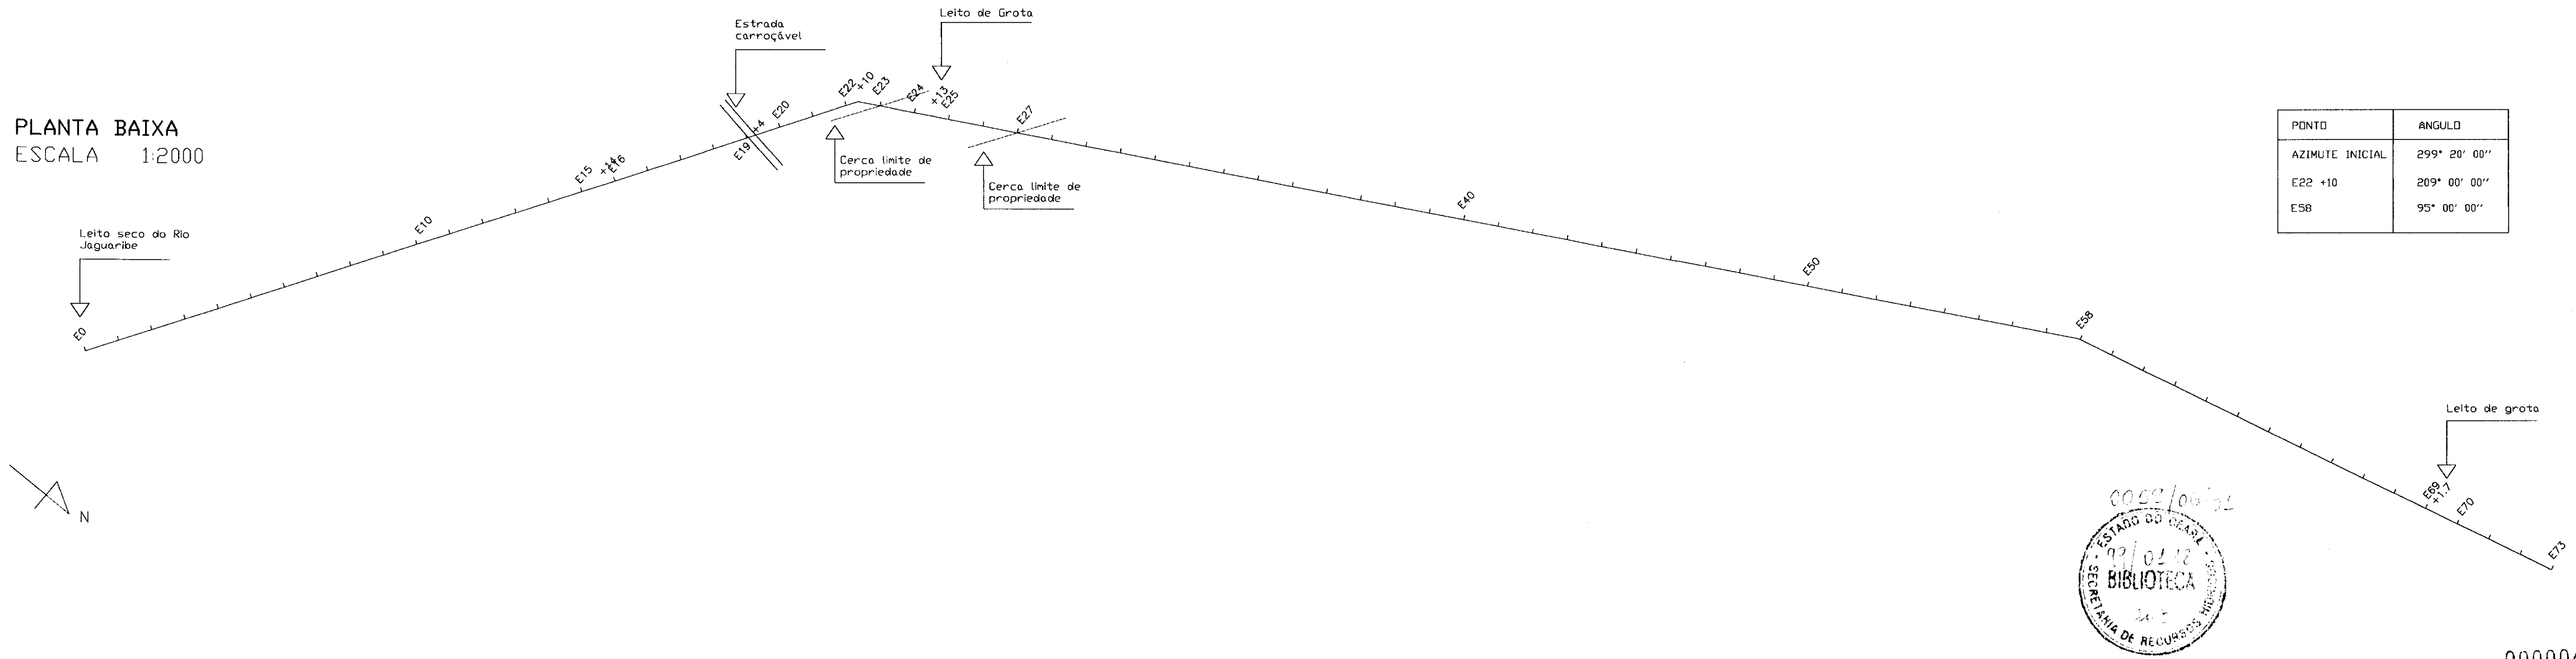 PLANTA BAIXA
ESCALA 1:2000
Leito seco do Rio
Jaguaribe
E0
E10
E15
+14
E16
Estrada
carroçável
E19
+4
E20
E22
+10
E23
Cerca limite de
propriedade
E24
Leito de Grota
+13
E25
E27
Cerca limite de
propriedade
E40
E50
E58
Leito de grota
E69
+1.7
E70
E73
N
PONTO ANGULO
AZIMUTE INICIAL 299° 20' 00''
E22 +10 209° 00' 00''
E58 95° 00' 00''
ESTADO DO CEARÁ
BIBLIOTECA
SECRETARIA DE RECURSOS HIDRICOS